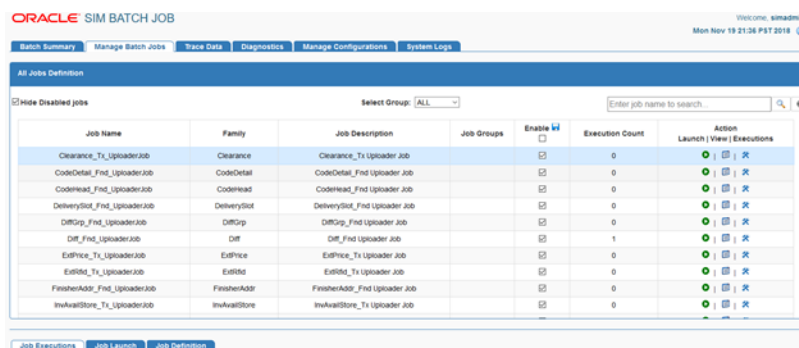 ORACLE SIM BATCH JOB
Welcome, simadmi
Mon Nov 19 21:36 PST 2018
Batch Summary Manage Batch Jobs Trace Data Diagnostics Manage Configurations System Logs
All Jobs Definition
Hide Disabled jobs Select Group: ALL Enter job name to search...
Job Name Family Job Description Job Groups Enable Execution Count Action
Launch | View | Executions
Clearance_Tx_UploaderJob Clearance Clearance_Tx Uploader Job 0
CodeDetail_Fnd_UploaderJob CodeDetail CodeDetail_Fnd Uploader Job 0
CodeHead_Fnd_UploaderJob CodeHead CodeHead_Fnd Uploader Job 0
DeliverySlot_Fnd_UploaderJob DeliverySlot DeliverySlot_Fnd Uploader Job 0
DiffGrp_Fnd_UploaderJob DiffGrp DiffGrp_Fnd Uploader Job 0
Diff_Fnd_UploaderJob Diff Diff_Fnd Uploader Job 1
ExtPrice_Tx_UploaderJob ExtPrice ExtPrice_Tx Uploader Job 0
ExtRfid_Tx_UploaderJob ExtRfid ExtRfid_Tx Uploader Job 0
FinisherAddr_Fnd_UploaderJob FinisherAddr FinisherAddr_Fnd Uploader Job 0
InvAvailStore_Tx_UploaderJob InvAvailStore InvAvailStore_Tx Uploader Job 0
Job Executions Job Launch Job Definition